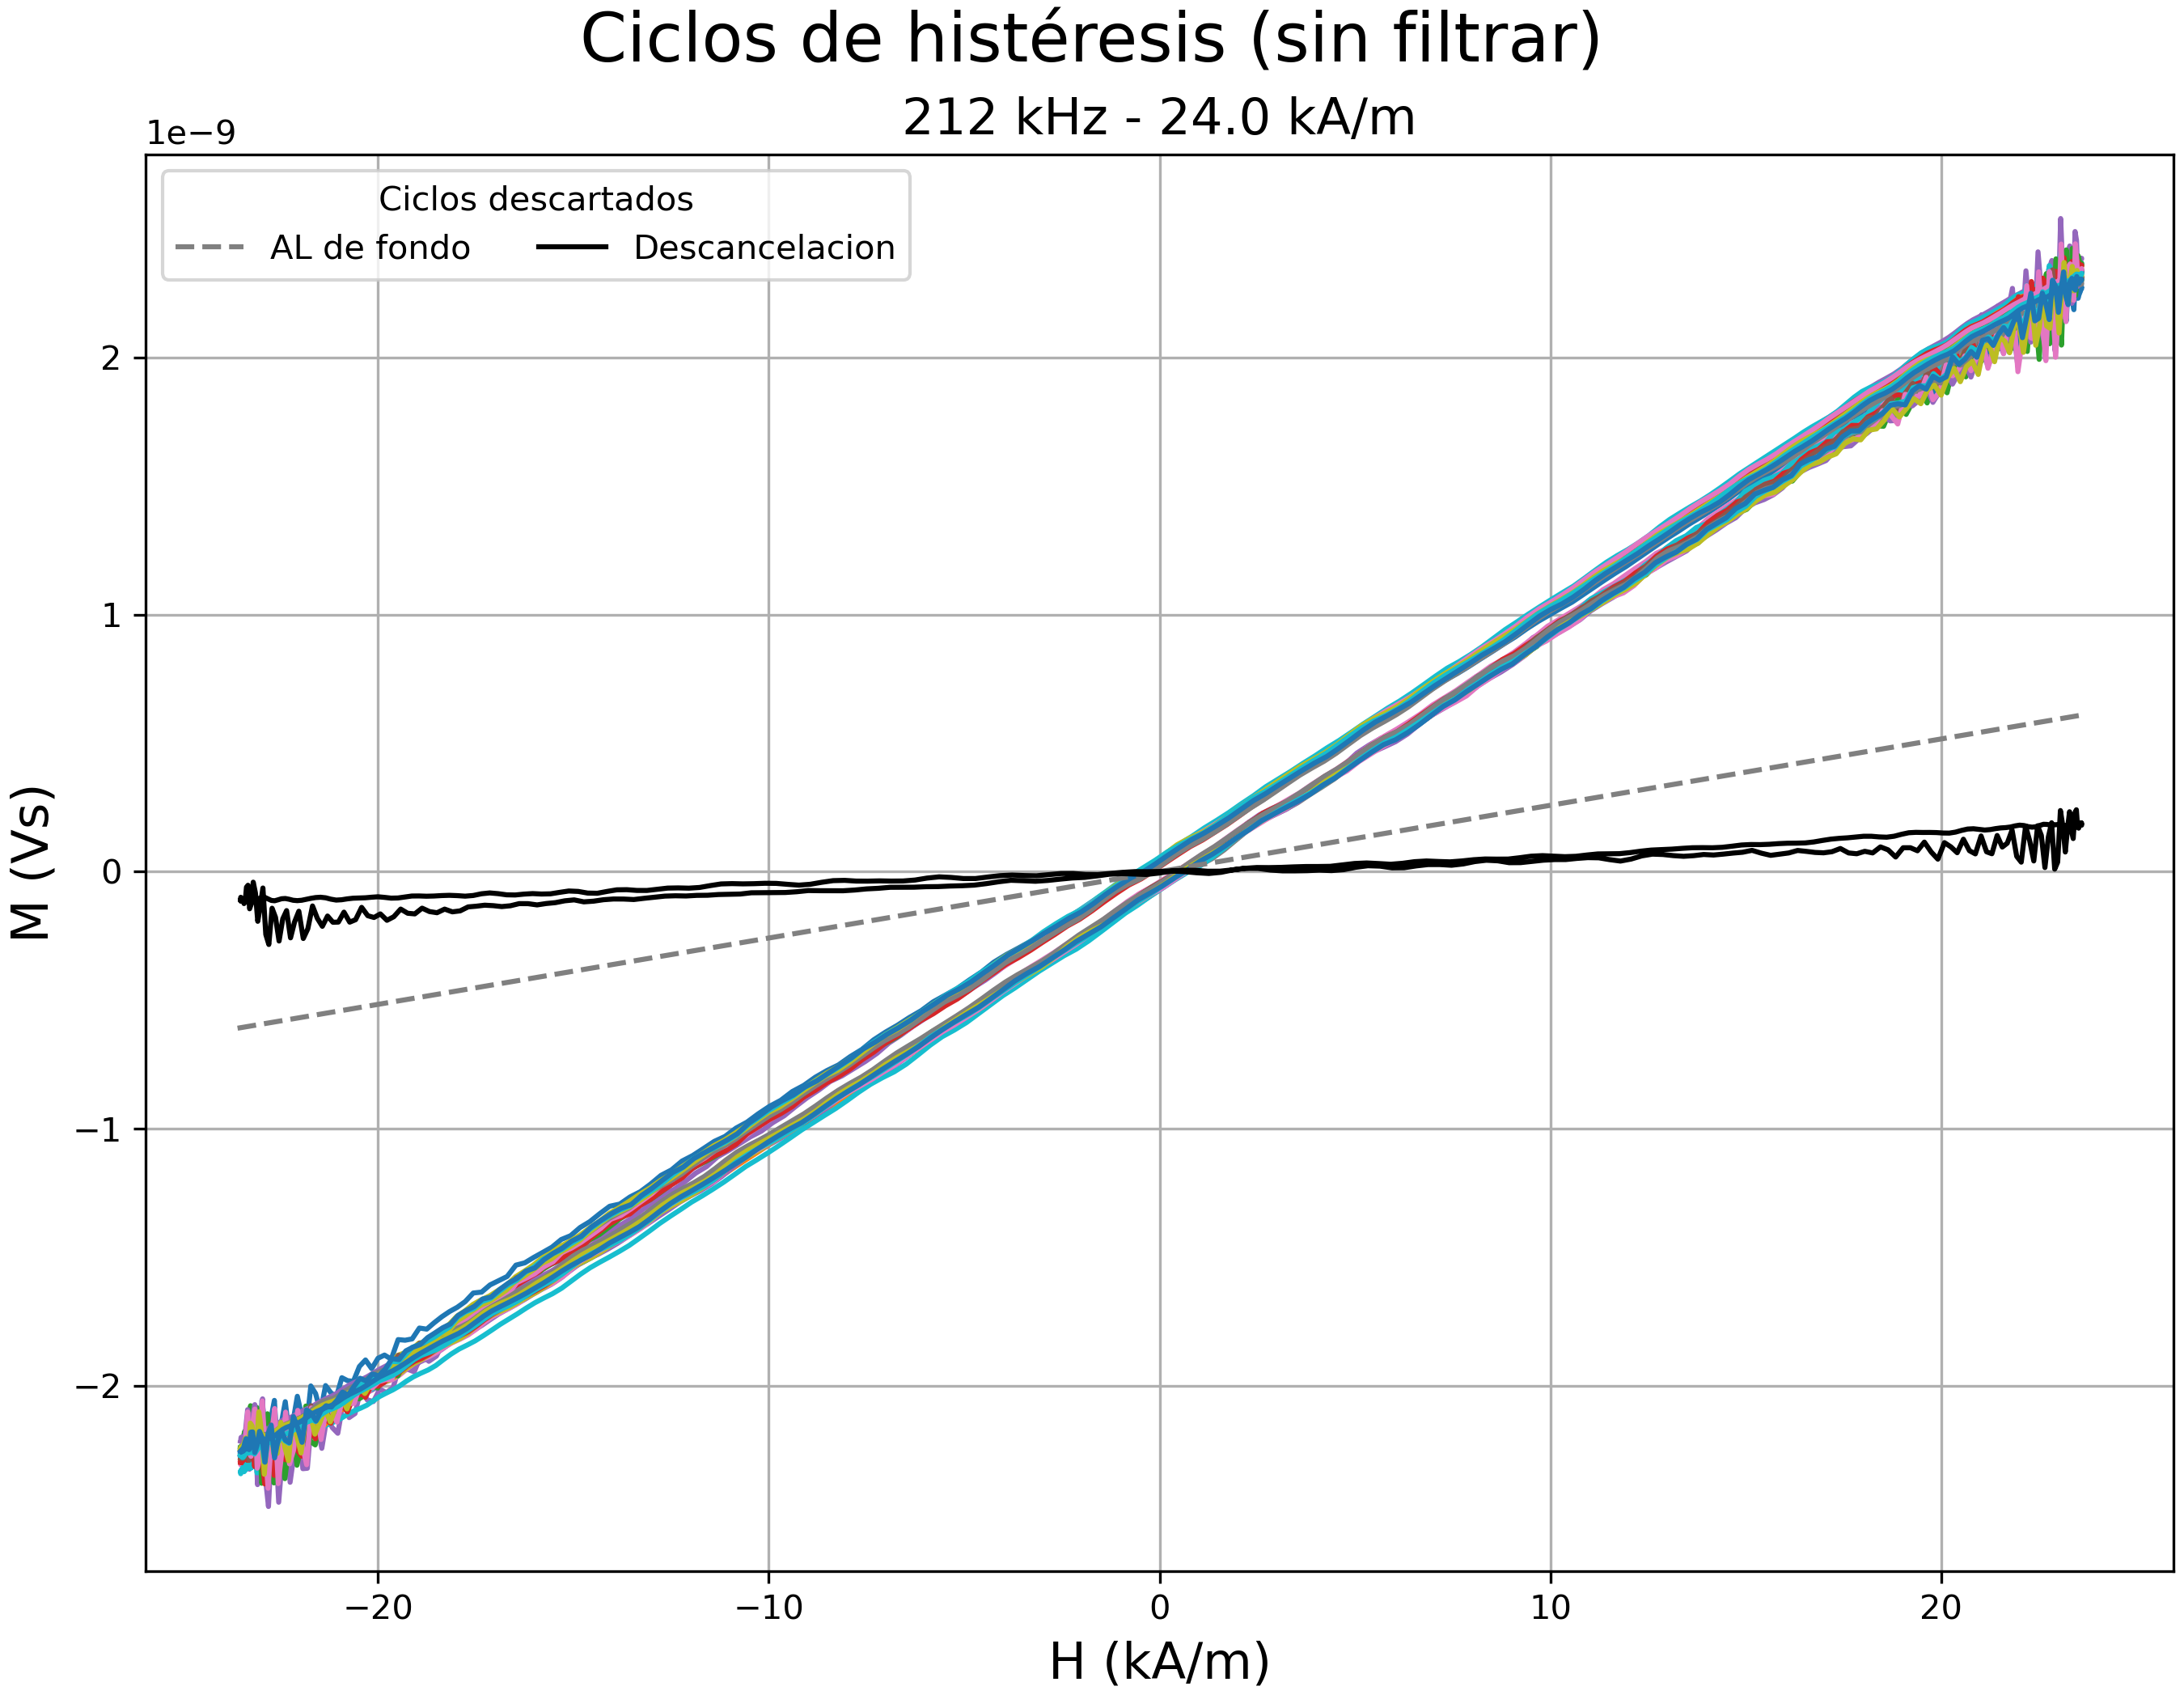 Ciclos de histéresis (sin filtrar)
212 kHz - 24.0 kA/m
1e−9
Ciclos descartados
AL de fondo
Descancelacion
2
1
0
−1
−2
M (Vs)
−20
−10
0
10
20
H (kA/m)